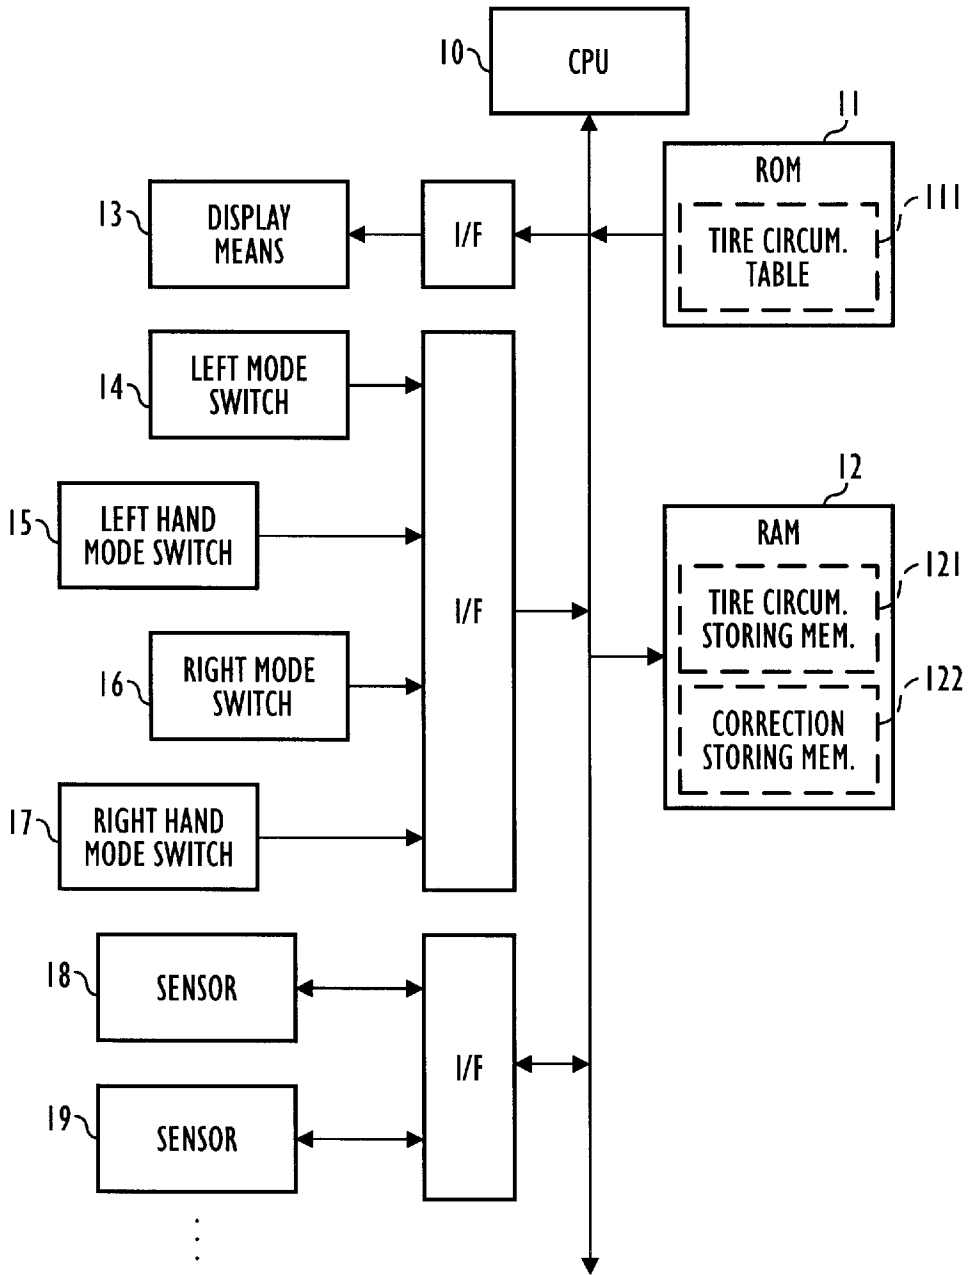 10
CPU
11
ROM
111
TIRE CIRCUM.
TABLE
13
DISPLAY
MEANS
I/F
14
LEFT MODE
SWITCH
15
LEFT HAND
MODE SWITCH
16
RIGHT MODE
SWITCH
17
RIGHT HAND
MODE SWITCH
I/F
12
RAM
121
TIRE CIRCUM.
STORING MEM.
122
CORRECTION
STORING MEM.
18
SENSOR
19
SENSOR
I/F